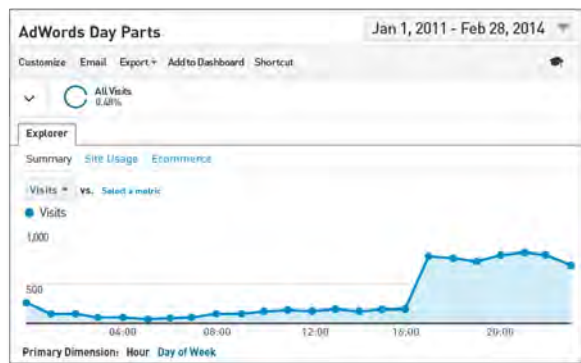 AdWords Day Parts
Jan 1, 2011 - Feb 28, 2014
Customize Email Export Add to Dashboard Shortcut
All Visits
0.48%
Explorer
Summary Site Usage Ecommerce
Visits vs. Select a metric
Visits
1,000
500
04:00 08:00 12:00 16:00 20:00
Primary Dimension: Hour Day of Week